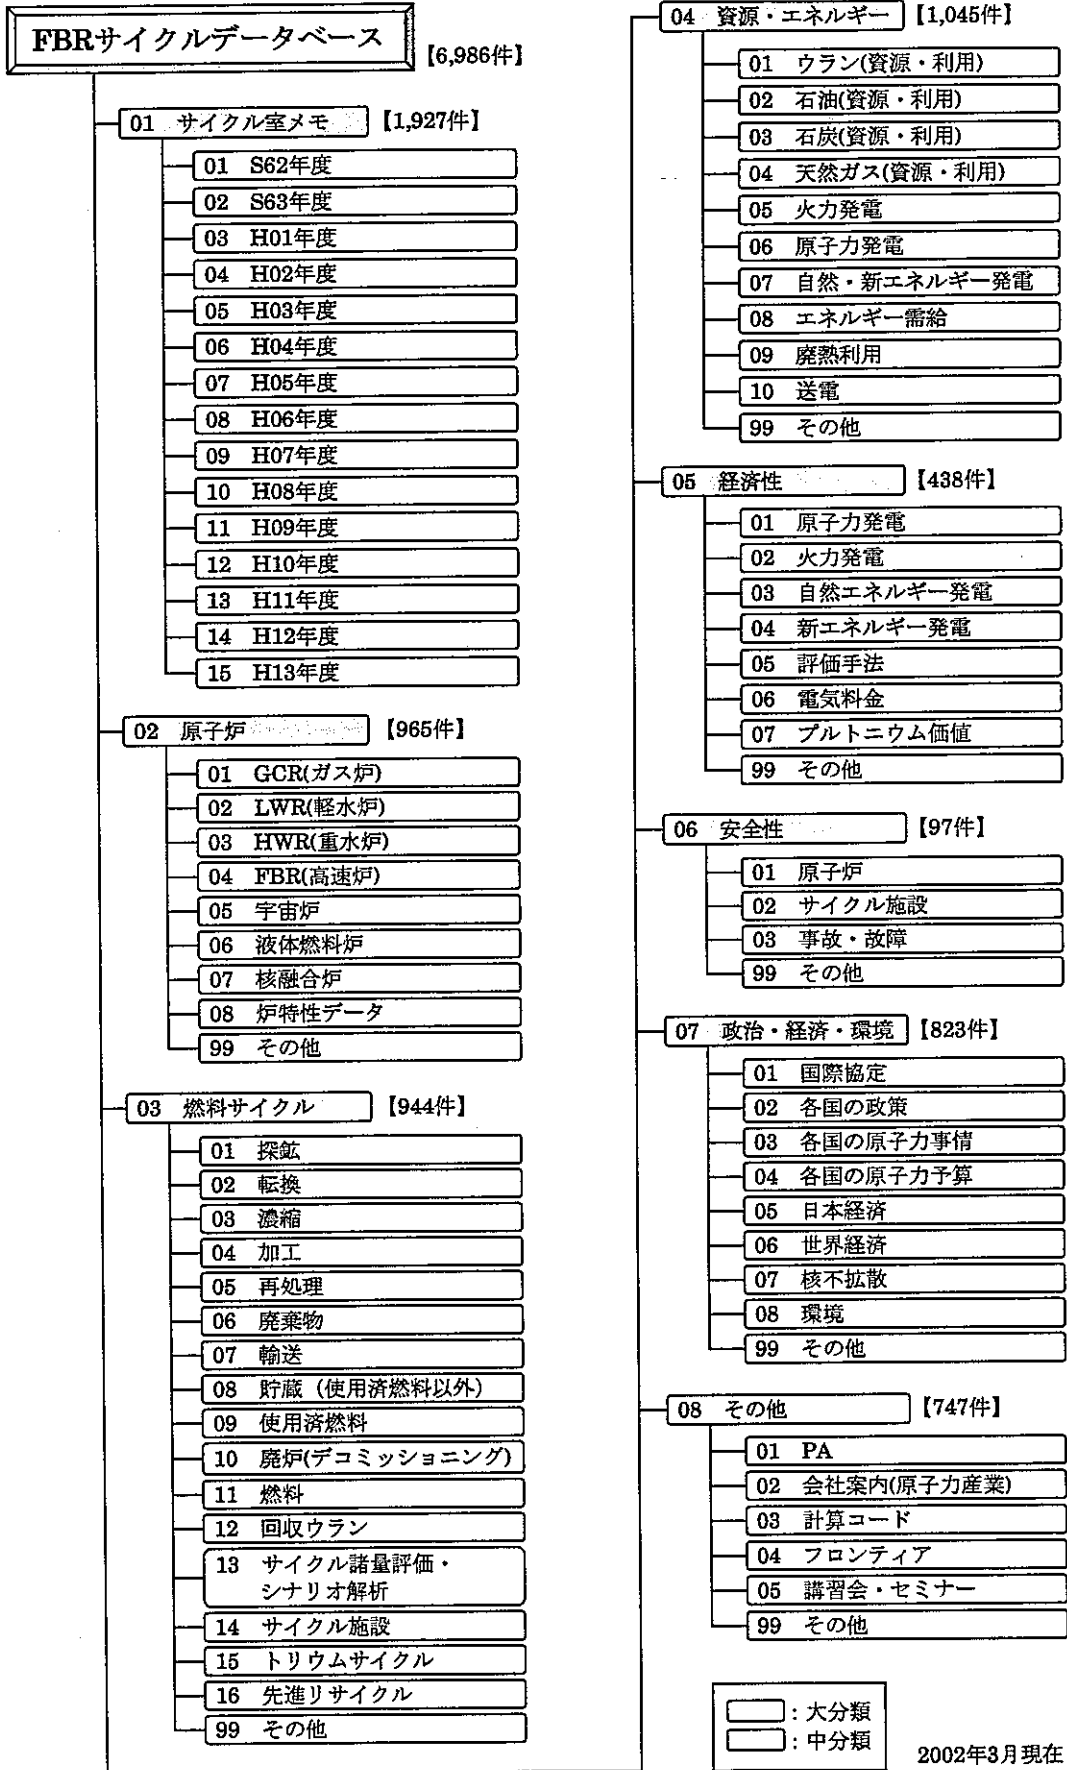 FBRサイクルデータベース
【6,986件】
01 サイクル室メモ 【1,927件】
01 S62年度
02 S63年度
03 H01年度
04 H02年度
05 H03年度
06 H04年度
07 H05年度
08 H06年度
09 H07年度
10 H08年度
11 H09年度
12 H10年度
13 H11年度
14 H12年度
15 H13年度
02 原子炉 【965件】
01 GCR(ガス炉)
02 LWR(軽水炉)
03 HWR(重水炉)
04 FBR(高速炉)
05 宇宙炉
06 液体燃料炉
07 核融合炉
08 炉特性データ
99 その他
03 燃料サイクル 【944件】
01 探鉱
02 転換
03 濃縮
04 加工
05 再処理
06 廃棄物
07 輸送
08 貯蔵（使用済燃料以外）
09 使用済燃料
10 廃炉(デコミッショニング)
11 燃料
12 回収ウラン
13 サイクル諸量評価・
シナリオ解析
14 サイクル施設
15 トリウムサイクル
16 先進リサイクル
99 その他
04 資源・エネルギー 【1,045件】
01 ウラン(資源・利用)
02 石油(資源・利用)
03 石炭(資源・利用)
04 天然ガス(資源・利用)
05 火力発電
06 原子力発電
07 自然・新エネルギー発電
08 エネルギー需給
09 廃熱利用
10 送電
99 その他
05 経済性 【438件】
01 原子力発電
02 火力発電
03 自然エネルギー発電
04 新エネルギー発電
05 評価手法
06 電気料金
07 プルトニウム価値
99 その他
06 安全性 【97件】
01 原子炉
02 サイクル施設
03 事故・故障
99 その他
07 政治・経済・環境 【823件】
01 国際協定
02 各国の政策
03 各国の原子力事情
04 各国の原子力予算
05 日本経済
06 世界経済
07 核不拡散
08 環境
99 その他
08 その他 【747件】
01 PA
02 会社案内(原子力産業)
03 計算コード
04 フロンティア
05 講習会・セミナー
99 その他
：大分類
：中分類
2002年3月現在